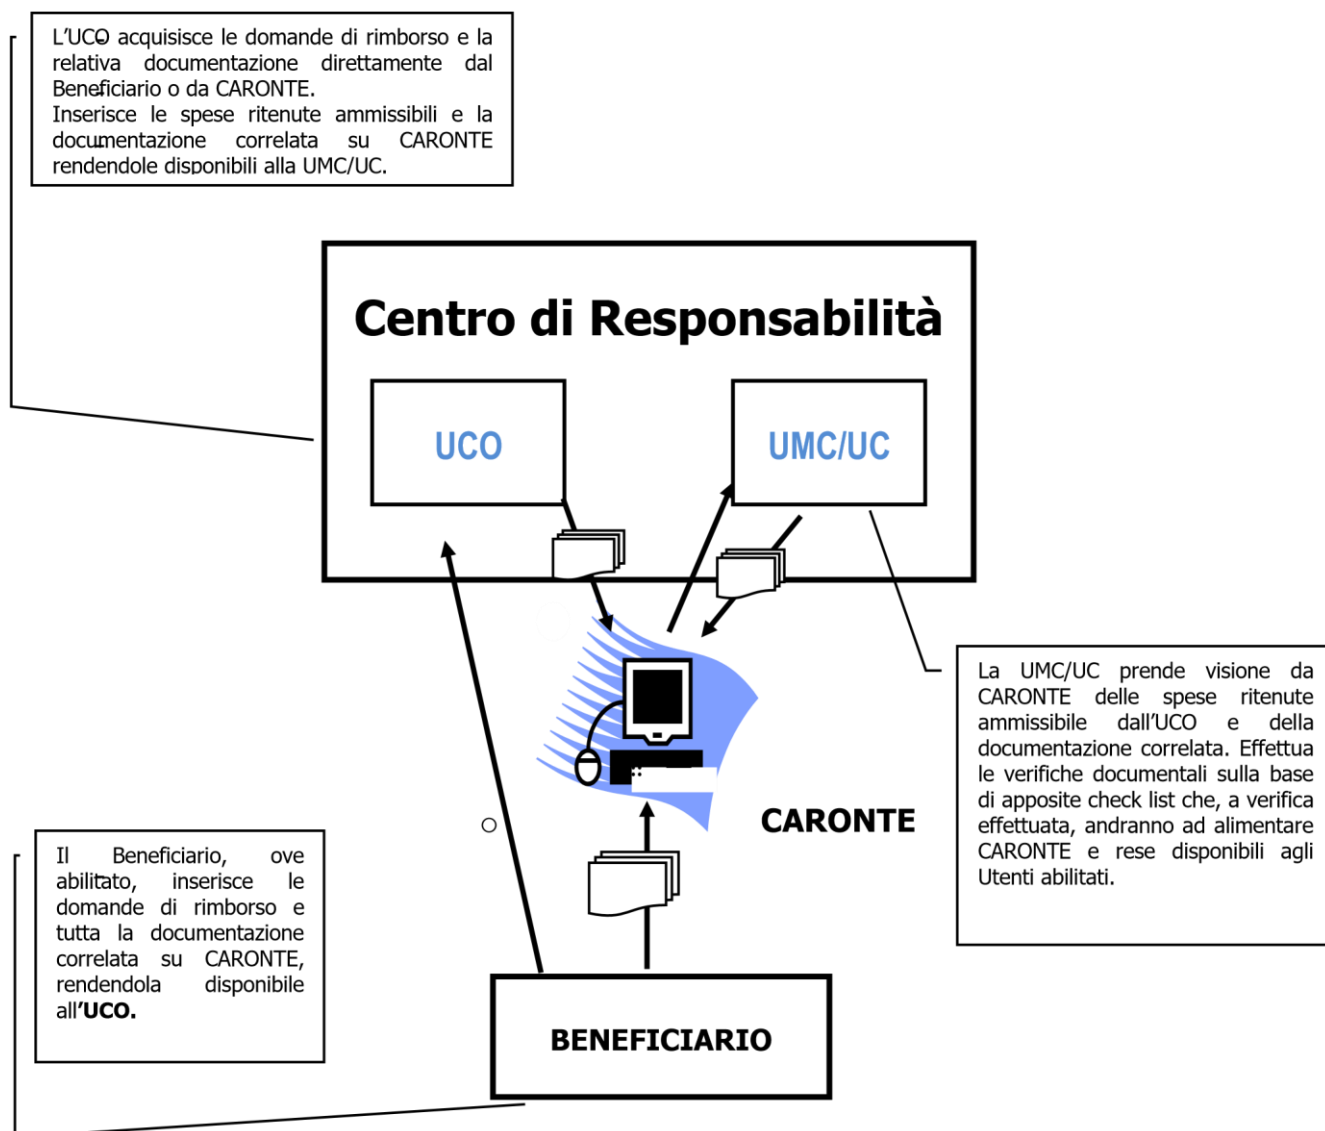 L'UCO acquisisce le domande di rimborso e la
relativa documentazione direttamente dal
Beneficiario o da CARONTE.
Inserisce le spese ritenute ammissibili e la
documentazione correlata su CARONTE
rendendole disponibili alla UMC/UC.
Centro di Responsabilità
UCO
UMC/UC
La UMC/UC prende visione da
CARONTE delle spese ritenute
ammissibile dall'UCO e della
documentazione correlata. Effettua
le verifiche documentali sulla base
di apposite check list che, a verifica
effettuata, andranno ad alimentare
CARONTE e rese disponibili agli
Utenti abilitati.
CARONTE
Il Beneficiario, ove
abilitato, inserisce le
domande di rimborso e
tutta la documentazione
correlata su CARONTE,
rendendola disponibile
all'UCO.
BENEFICIARIO